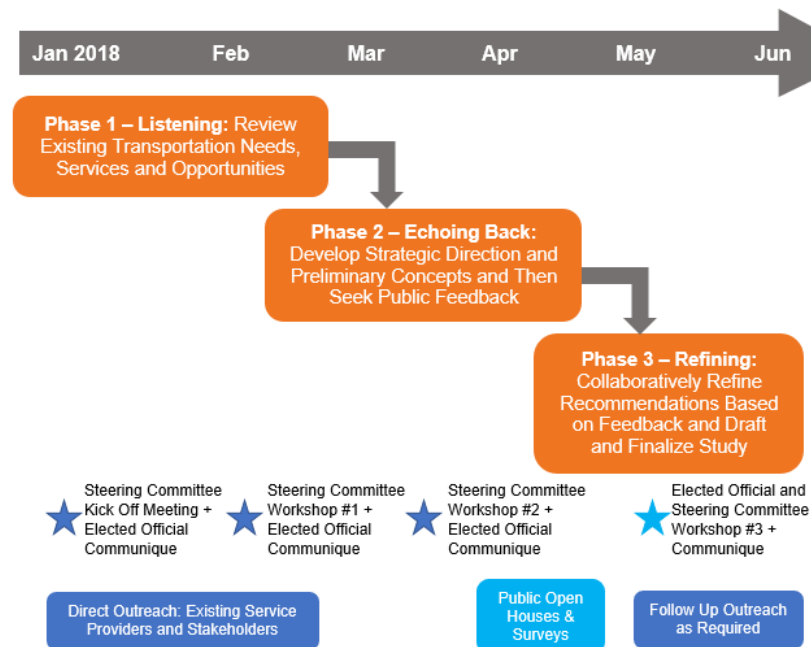 Jan 2018 Feb Mar Apr May Jun
Phase 1 – Listening: Review
Existing Transportation Needs,
Services and Opportunities
Phase 2 – Echoing Back:
Develop Strategic Direction and
Preliminary Concepts and Then
Seek Public Feedback
Phase 3 – Refining:
Collaboratively Refine
Recommendations Based
on Feedback and Draft
and Finalize Study
Steering Committee
Kick Off Meeting +
Elected Official
Communique
Steering Committee
Workshop #1 +
Elected Official
Communique
Steering Committee
Workshop #2 +
Elected Official
Communique
Elected Official and
Steering Committee
Workshop #3 +
Communique
Direct Outreach: Existing Service
Providers and Stakeholders
Public Open
Houses &
Surveys
Follow Up Outreach
as Required